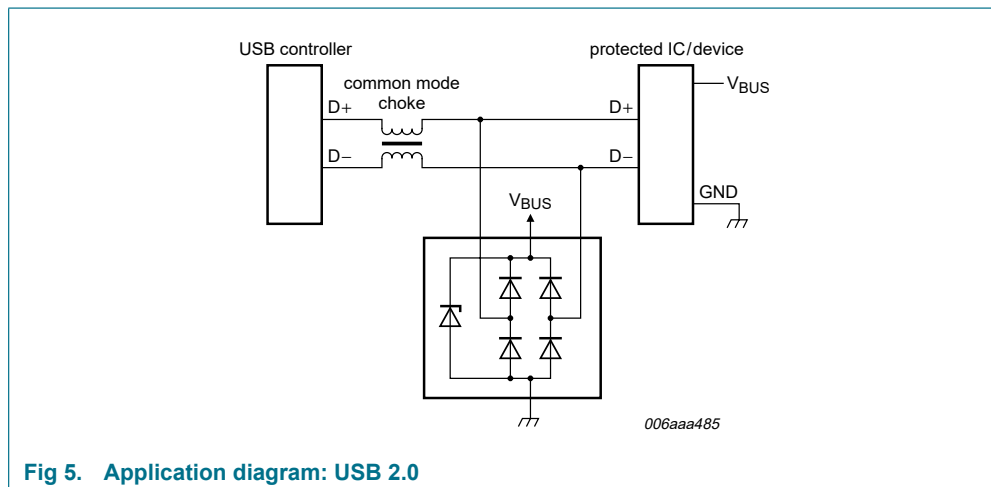 USB controller
protected IC/device
common mode
choke
VBUS
D+
D+
D−
D−
GND
VBUS
006aaa485
Fig 5. Application diagram: USB 2.0